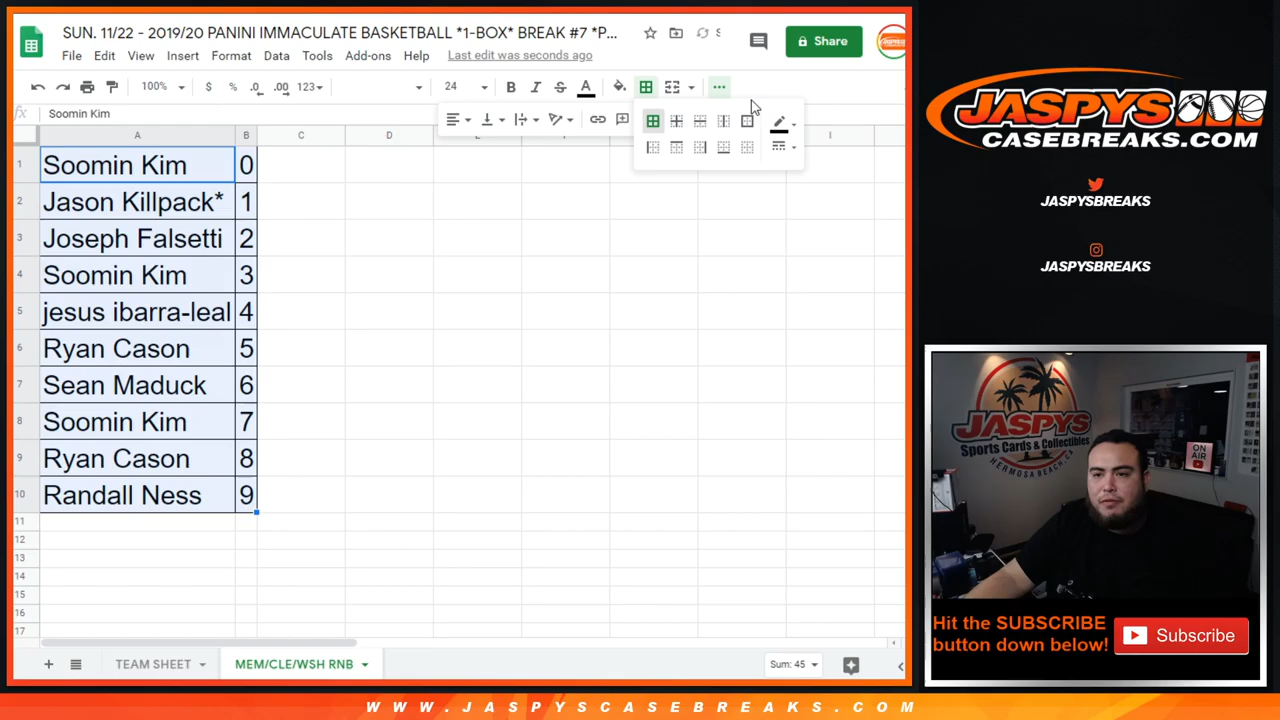 SUN. 11/22 - 2019/20 PANINI IMMACULATE BASKETBALL *1-BOX* BREAK #7 *P...
File Edit View Insert Format Data Tools Add-ons Help Last edit was seconds ago
Share
100% $ % .0 .00 123 24 B I S A
fx Soomin Kim
A B C D I
1 Soomin Kim 0
2 Jason Killpack* 1
3 Joseph Falsetti 2
4 Soomin Kim 3
5 jesus ibarra-leal 4
6 Ryan Cason 5
7 Sean Maduck 6
8 Soomin Kim 7
9 Ryan Cason 8
10 Randall Ness 9
11
12
13
14
15
16
17
TEAM SHEET MEM/CLE/WSH RNB Sum: 45
JASPYS
CASEBREAKS.COM
JASPYSBREAKS
JASPYSBREAKS
JASPYS
Sports Cards & Collectibles
HERMOSA BEACH, CA
ON AIR
Hit the SUBSCRIBE
button down below!
Subscribe
WWW.JASPYSCASEBREAKS.COM